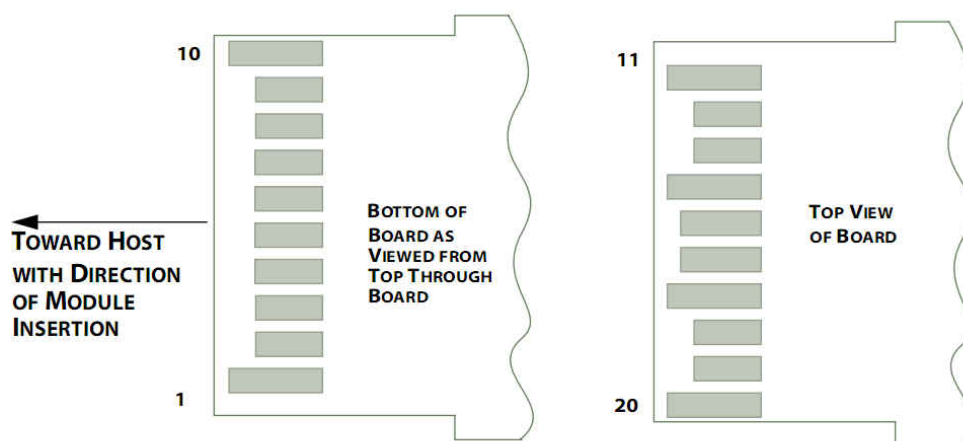 10
BOTTOM OF
BOARD AS
VIEWED FROM
TOP THROUGH
BOARD
TOWARD HOST
WITH DIRECTION
OF MODULE
INSERTION
1
11
TOP VIEW
OF BOARD
20